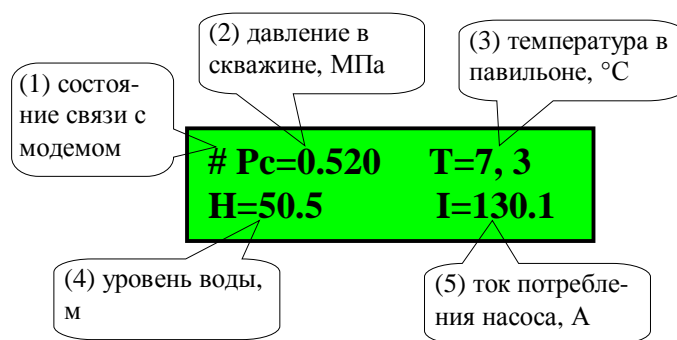 (2) давление в
скважине, МПа
(3) температура в
павильоне, °С
(1) состоя-
ние связи с
модемом
# Рс=0.520 Т=7, 3
Н=50.5 I=130.1
(4) уровень воды,
м
(5) ток потребле-
ния насоса, А